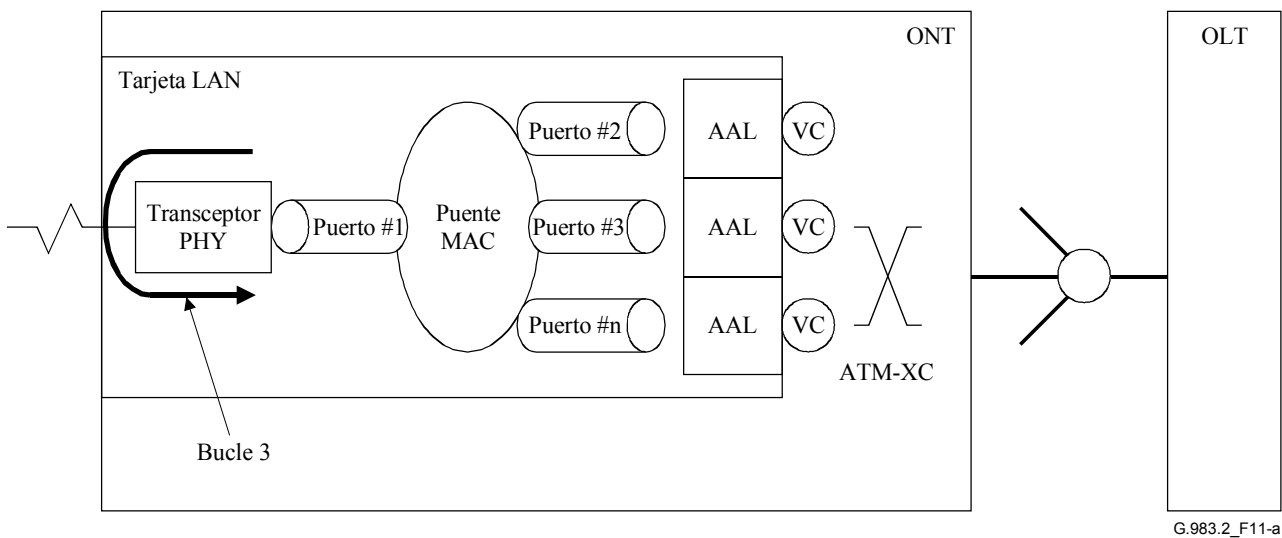 ONT
OLT
Tarjeta LAN
Puerto #2
AAL
VC
Transceptor
PHY
Puerto #1
Puente
MAC
Puerto #3
AAL
VC
Puerto #n
AAL
VC
ATM-XC
Bucle 3
G.983.2_F11-a